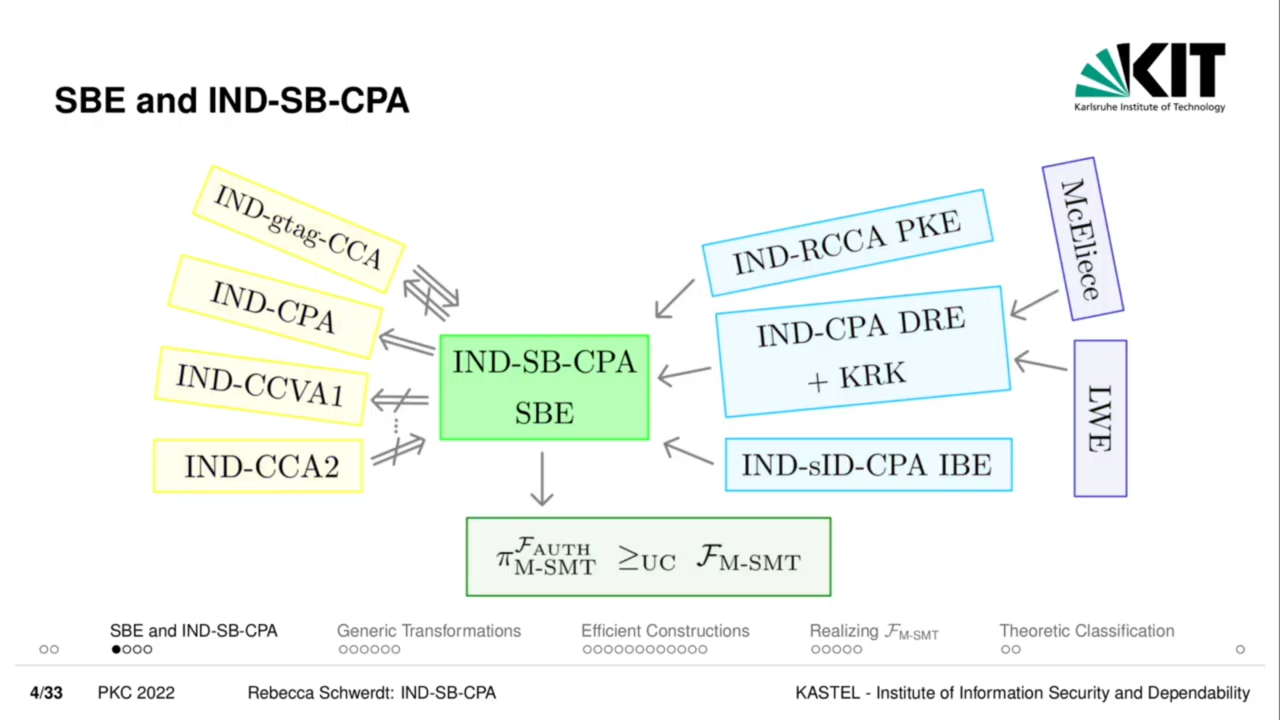 SBE and IND-SB-CPA
KIT
Karlsruhe Institute of Technology
IND-gtag-CCA
IND-CPA
IND-CCVA1
IND-CCA2
IND-SB-CPA
SBE
IND-RCCA PKE
IND-CPA DRE
+ KRK
IND-sID-CPA IBE
McEliece
LWE
π^{ℱ_AUTH}_{M-SMT} ≥_UC ℱ_{M-SMT}
SBE and IND-SB-CPA
Generic Transformations
Efficient Constructions
Realizing ℱ_{M-SMT}
Theoretic Classification
4/33 PKC 2022 Rebecca Schwerdt: IND-SB-CPA KASTEL - Institute of Information Security and Dependability